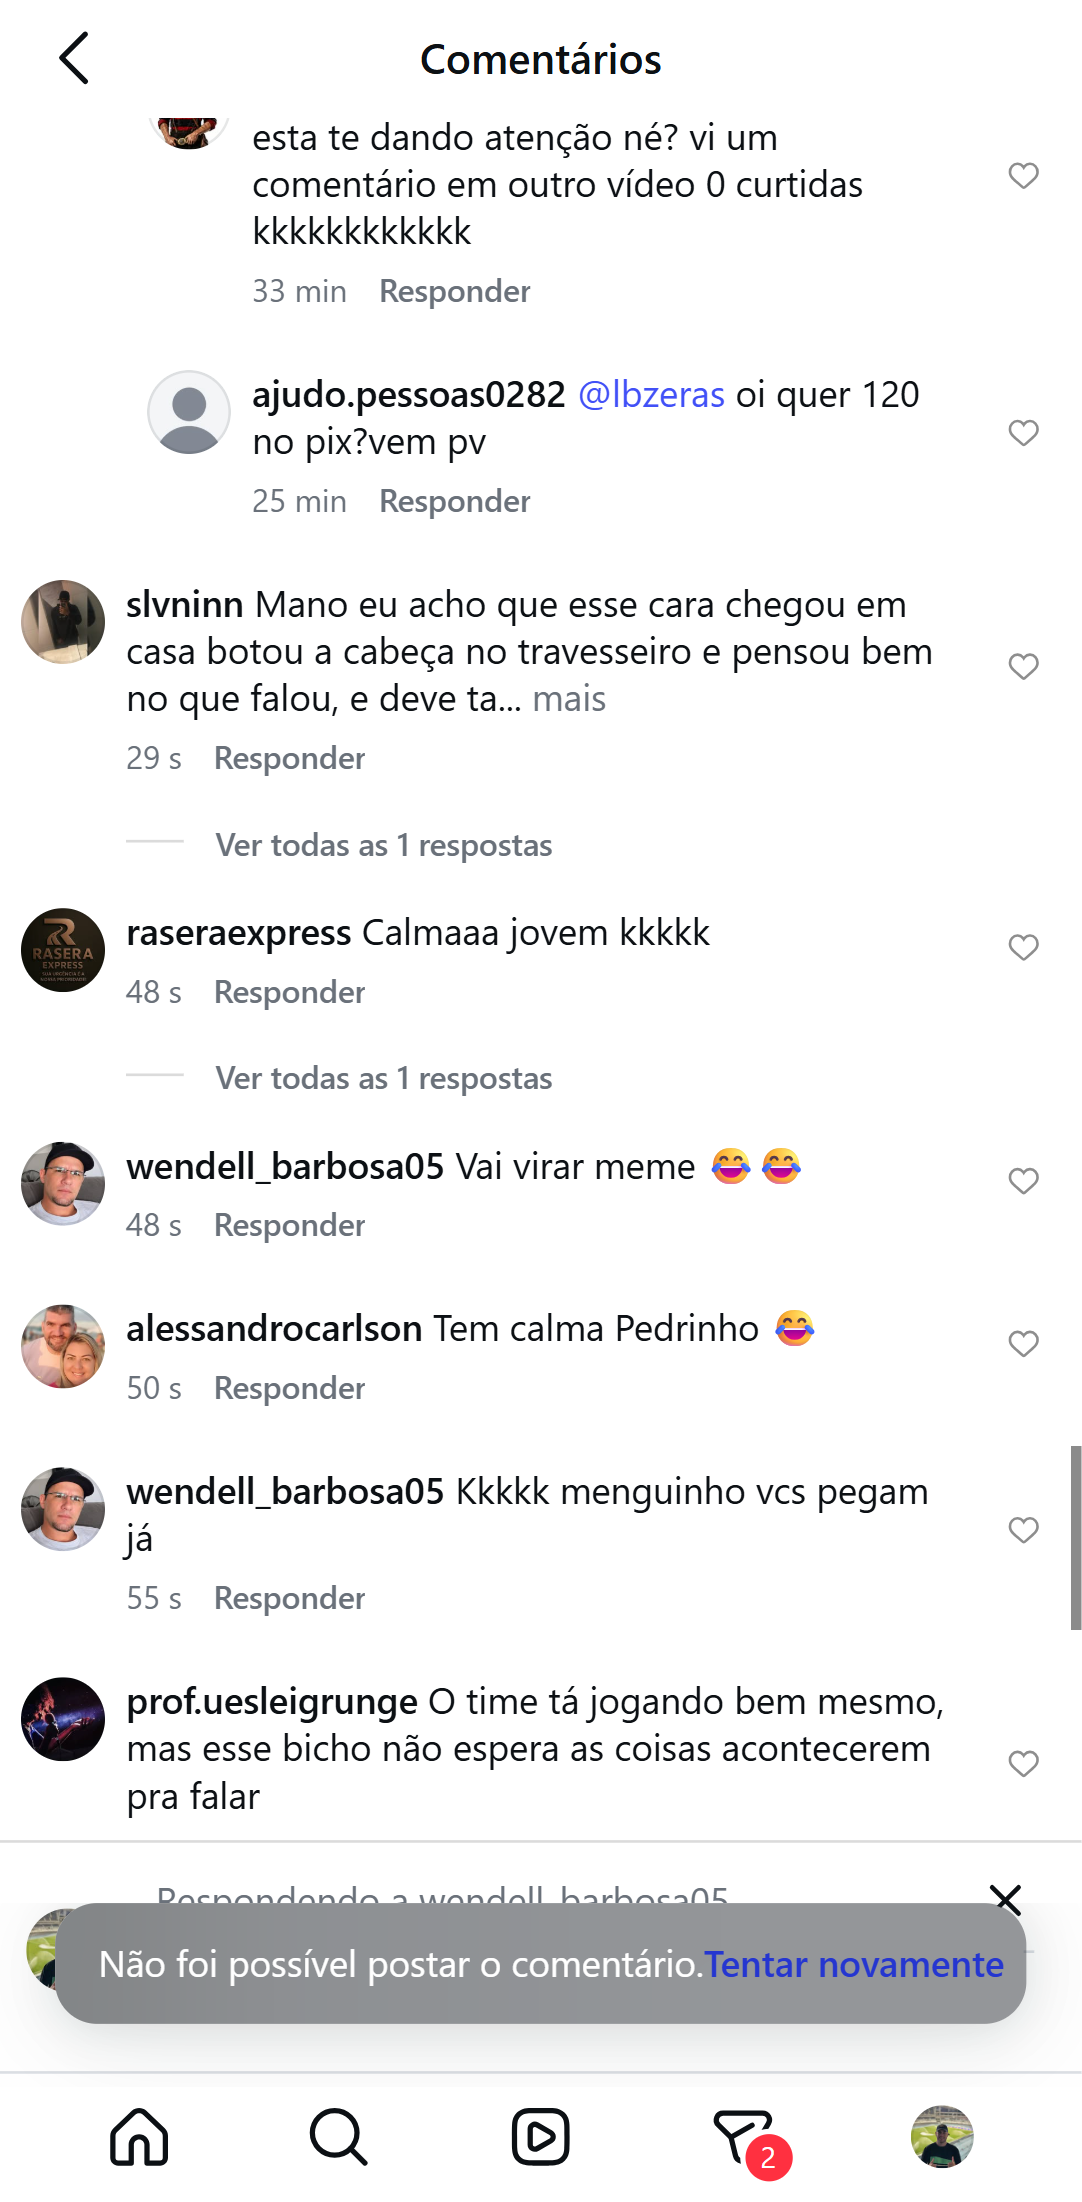 Comentários
esta te dando atenção né? vi um
comentário em outro vídeo 0 curtidas
kkkkkkkkkkkk
33 min Responder
ajudo.pessoas0282 @lbzeras oi quer 120
no pix?vem pv
25 min Responder
slvninn Mano eu acho que esse cara chegou em
casa botou a cabeça no travesseiro e pensou bem
no que falou, e deve ta... mais
29 s Responder
Ver todas as 1 respostas
RASERA
EXPRESS
raseraexpress Calmaaa jovem kkkkk
48 s Responder
Ver todas as 1 respostas
wendell_barbosa05 Vai virar meme 😂😂
48 s Responder
alessandrocarlson Tem calma Pedrinho 😂
50 s Responder
wendell_barbosa05 Kkkkk menguinho vcs pegam
já
55 s Responder
prof.uesleigrunge O time tá jogando bem mesmo,
mas esse bicho não espera as coisas acontecerem
pra falar
Respondendo a wendell_barbosa05
Não foi possível postar o comentário.Tentar novamente
2